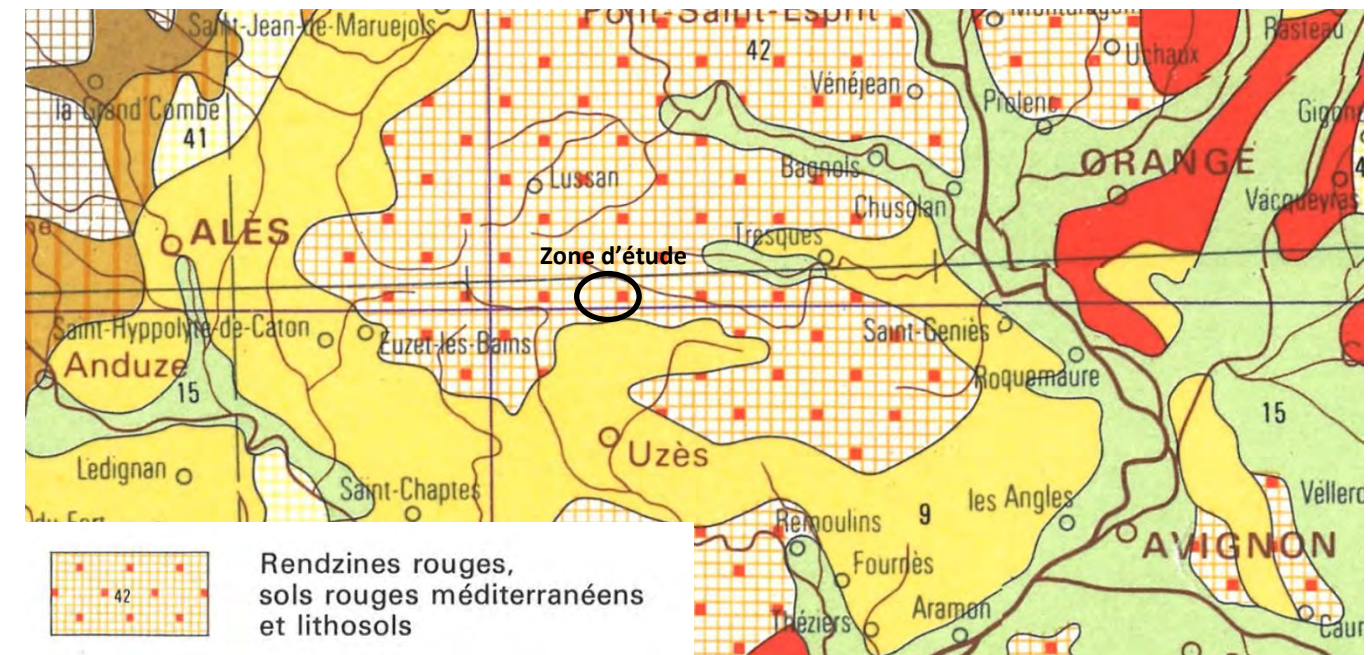 Pont-Saint-Esprit
Saint-Jean-de-Maruejols
42
Rasteau
Uchaux
Vénéjean
la Grand'Combe
Piolenc
41
Bagnols
ORANGE
Lussan
Vacqueyras
Chusclan
ALÈS
Tresques
Zone d'étude
Saint-Hyppolyte-de-Caton
Euzet-les-Bains
Saint-Geniès
Anduze
Roquemaure
15
15
Uzès
Ledignan
Saint-Chaptes
les Angles
9
Remoulins
AVIGNON
Fournès
Rendzines rouges,
42
sols rouges méditerranéens
et lithosols
Aramon
Théziers